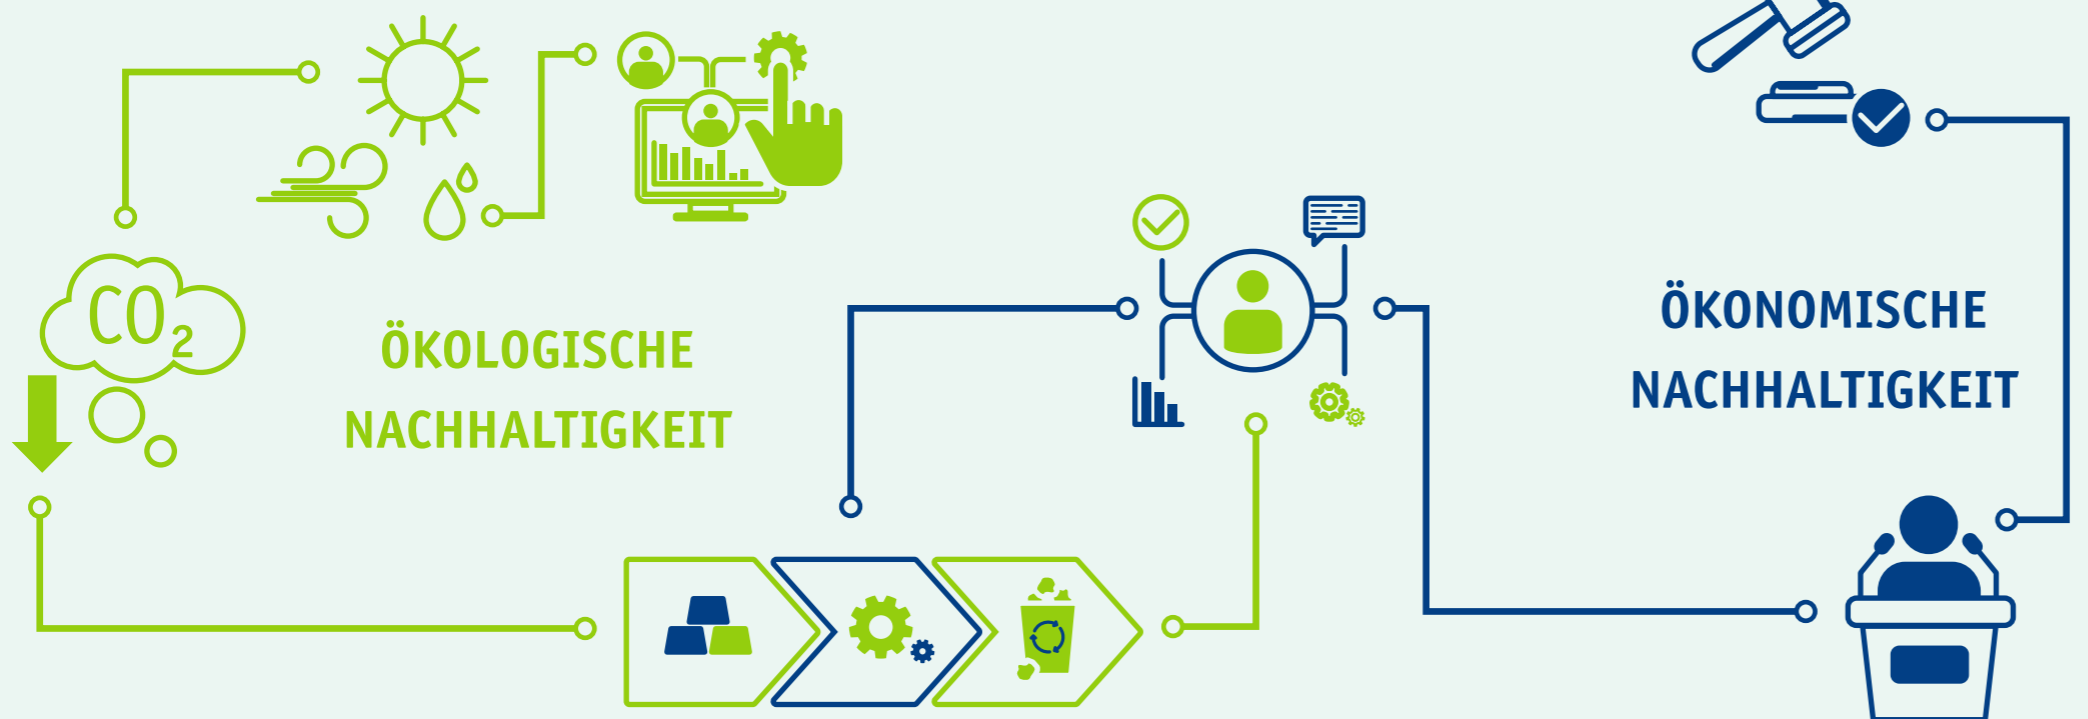 CO₂
ÖKOLOGISCHE
NACHHALTIGKEIT
ÖKONOMISCHE
NACHHALTIGKEIT